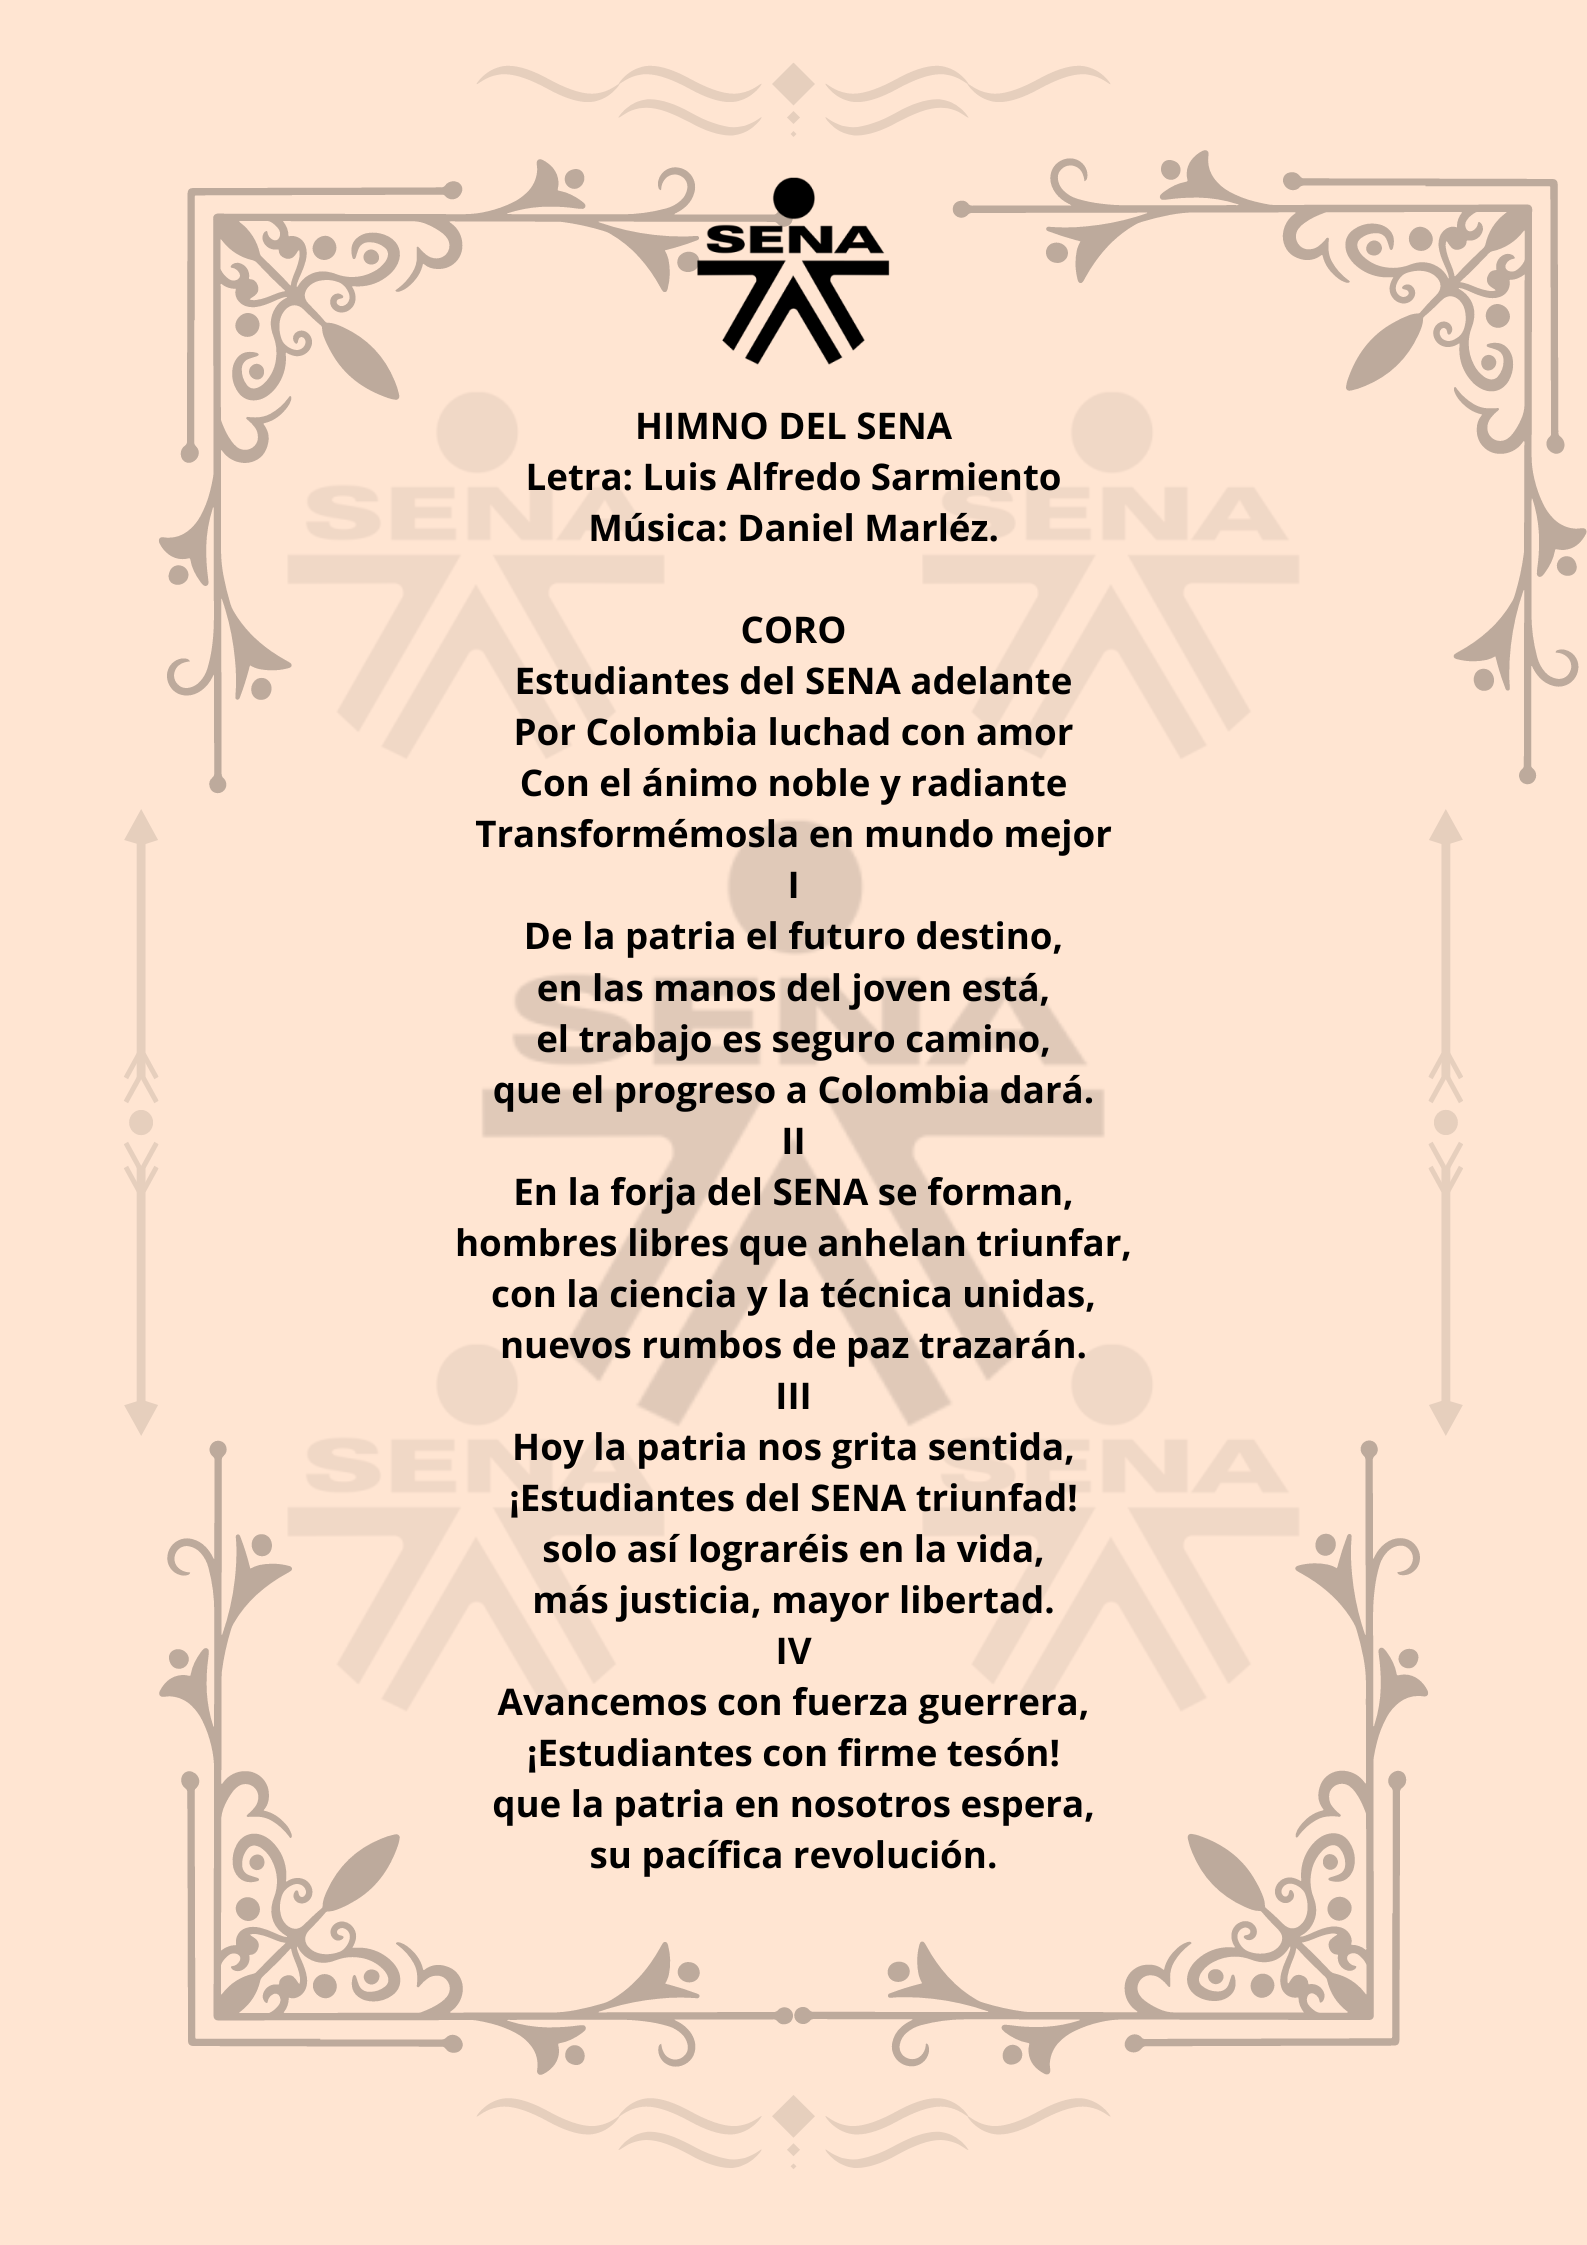 SENA
HIMNO DEL SENA
Letra: Luis Alfredo Sarmiento
Música: Daniel Marléz.
CORO
Estudiantes del SENA adelante
Por Colombia luchad con amor
Con el ánimo noble y radiante
Transformémosla en mundo mejor
I
De la patria el futuro destino,
en las manos del joven está,
el trabajo es seguro camino,
que el progreso a Colombia dará.
II
En la forja del SENA se forman,
hombres libres que anhelan triunfar,
con la ciencia y la técnica unidas,
nuevos rumbos de paz trazarán.
III
Hoy la patria nos grita sentida,
¡Estudiantes del SENA triunfad!
solo así lograréis en la vida,
más justicia, mayor libertad.
IV
Avancemos con fuerza guerrera,
¡Estudiantes con firme tesón!
que la patria en nosotros espera,
su pacífica revolución.
SENA
SENA
SENA
SENA
SENA